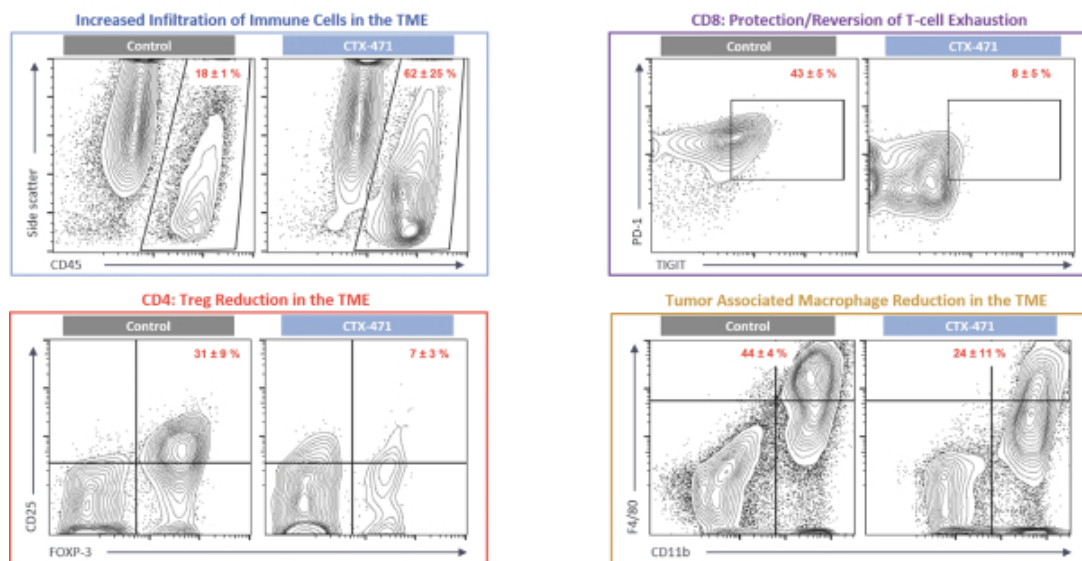 Increased Infiltration of Immune Cells in the TME
Control
CTX-471
18 ± 1 %
62 ± 25 %
Side scatter
CD45
CD8: Protection/Reversion of T-cell Exhaustion
Control
CTX-471
43 ± 5 %
8 ± 5 %
PD-1
TIGIT
CD4: Treg Reduction in the TME
Control
CTX-471
31 ± 9 %
7 ± 3 %
CD25
FOXP-3
Tumor Associated Macrophage Reduction in the TME
Control
CTX-471
44 ± 4 %
24 ± 11 %
F4/80
CD11b